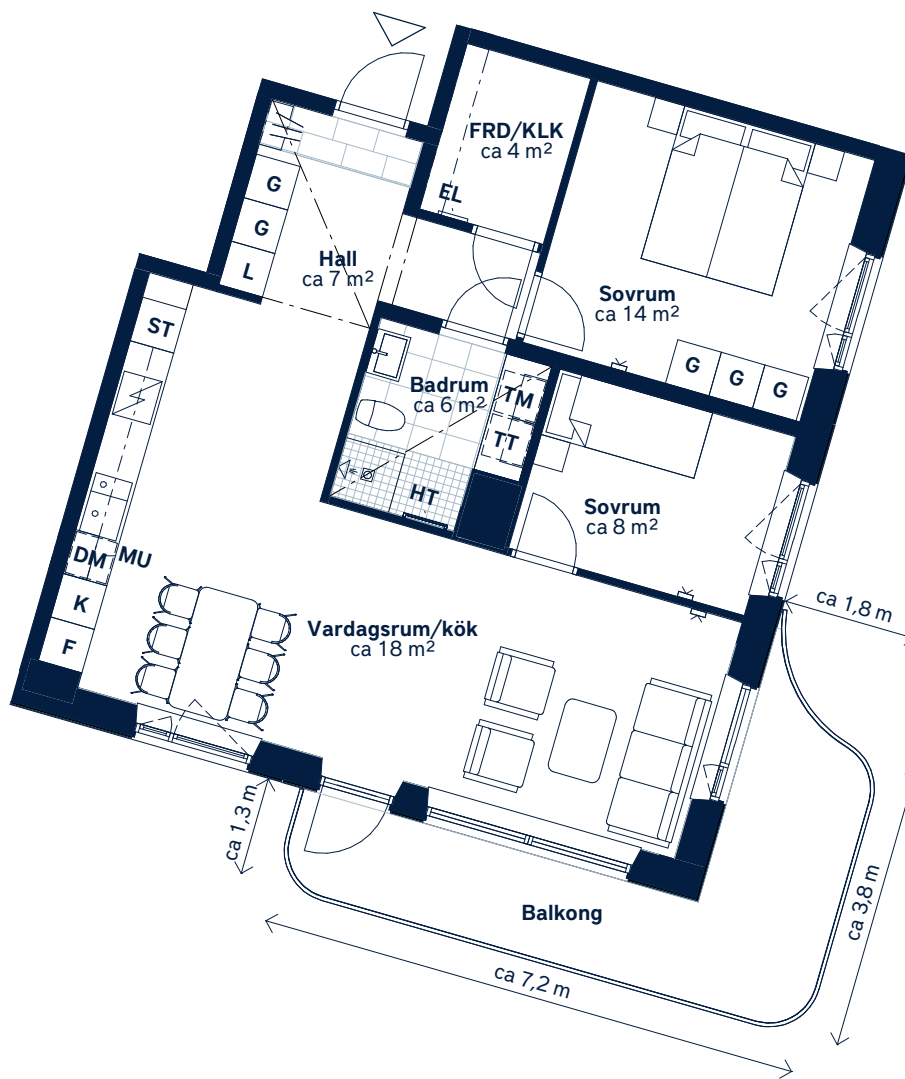 FRD/KLK
ca 4 m²
EL
G
G
L
Hall
ca 7 m²
Sovrum
ca 14 m²
G
G
G
ST
Badrum
ca 6 m²
TM
TT
HT
Sovrum
ca 8 m²
DM
MU
K
F
Vardagsrum/kök
ca 18 m²
ca 1,8 m
ca 1,3 m
Balkong
ca 3,8 m
ca 7,2 m